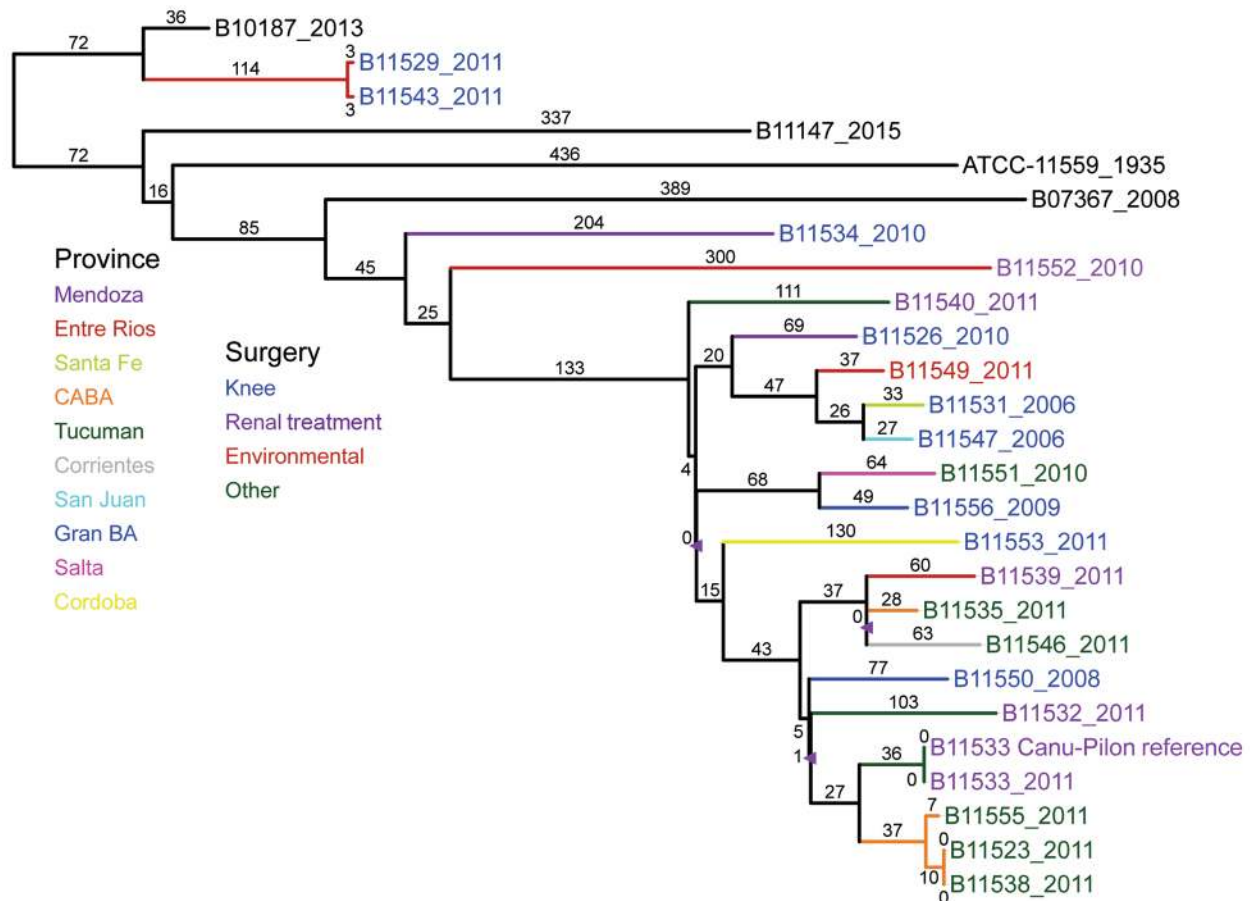 36
B10187_2013
72
3
B11529_2011
114
B11543_2011
3
337
B11147_2015
72
436
ATCC-11559_1935
16
389
B07367_2008
85
204
B11534_2010
45
300
B11552_2010
25
111
B11540_2011
133
69
B11526_2010
20
37
B11549_2011
47
33
B11531_2006
26
27
B11547_2006
4
64
B11551_2010
68
49
B11556_2009
0
130
B11553_2011
15
60
B11539_2011
37
28
B11535_2011
0
63
B11546_2011
43
77
B11550_2008
5
103
B11532_2011
1
0
B11533 Canu-Pilon reference
36
0
B11533_2011
27
7
B11555_2011
37
0
B11523_2011
10
B11538_2011
0
Province
Mendoza
Entre Rios
Santa Fe
CABA
Tucuman
Corrientes
San Juan
Gran BA
Salta
Cordoba
Surgery
Knee
Renal treatment
Environmental
Other